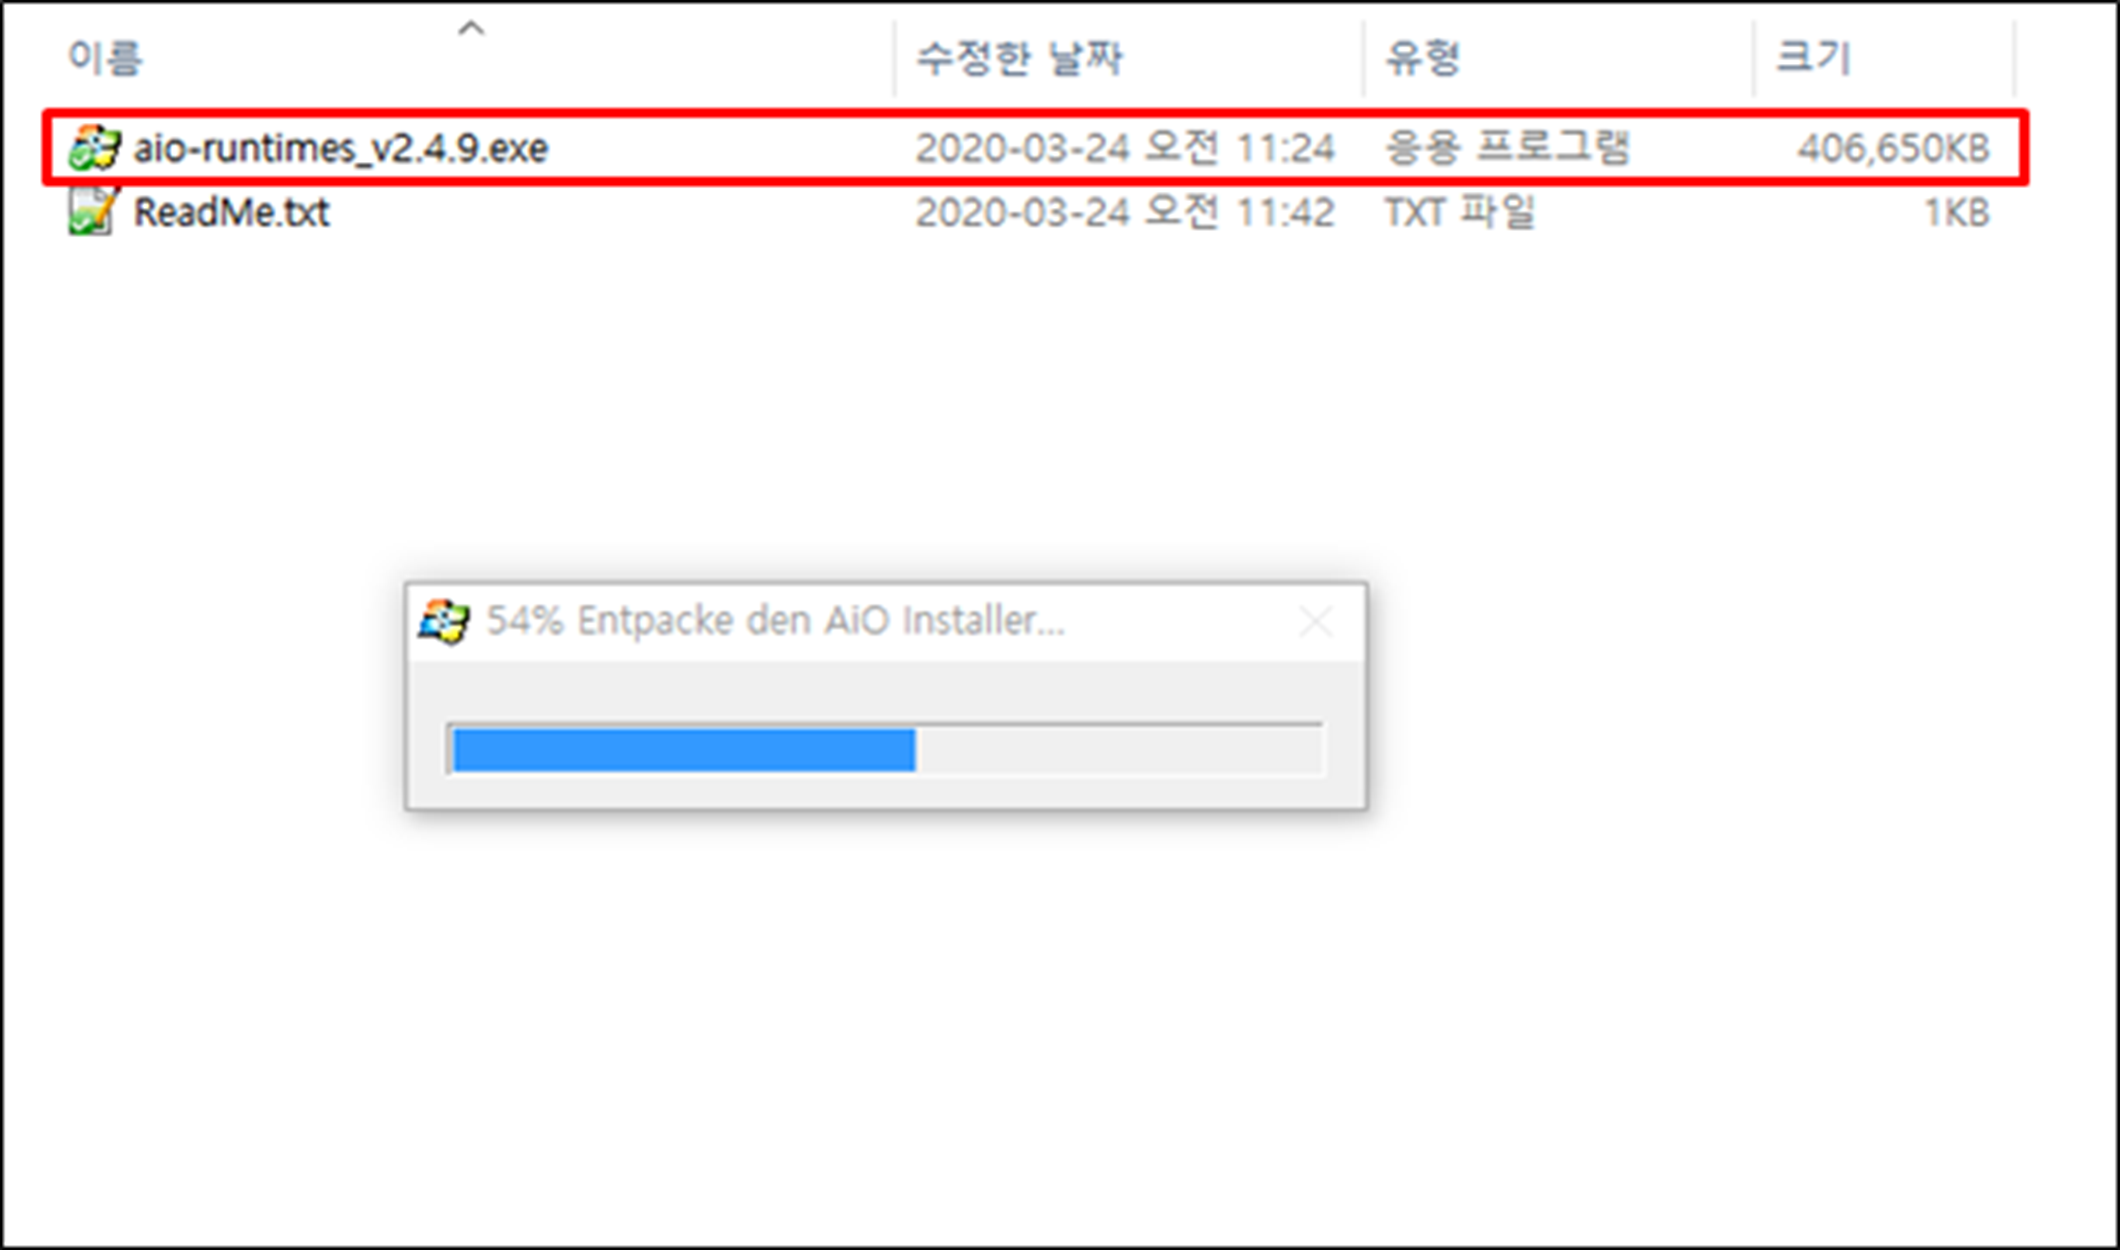 이름 수정한 날짜 유형 크기
aio-runtimes_v2.4.9.exe 2020-03-24 오전 11:24 응용 프로그램 406,650KB
ReadMe.txt 2020-03-24 오전 11:42 TXT 파일 1KB
54% Entpacke den AiO Installer...